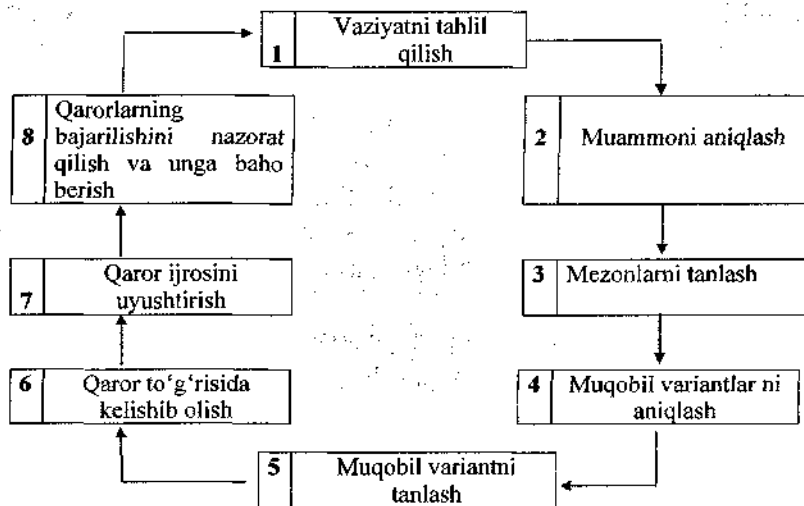 1 Vaziyatni tahlil
qilish
2 Muammoni aniqlash
3 Mezonlarni tanlash
4 Muqobil variantlar ni
aniqlash
5 Muqobil variantni
tanlash
6 Qaror to‘g‘risida
kelishib olish
7 Qaror ijrosini
uyushtirish
8 Qarorlarning
bajarilishini nazorat
qilish va unga baho
berish